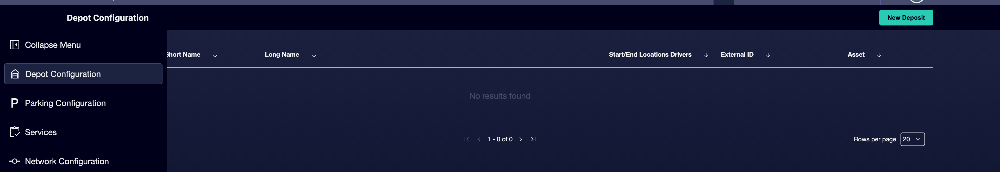 Depot Configuration
New Deposit
Collapse Menu
Short Name
Long Name
Start/End Locations Drivers
External ID
Asset
Depot Configuration
No results found
Parking Configuration
Services
1 - 0 of 0
Rows per page 20
Network Configuration